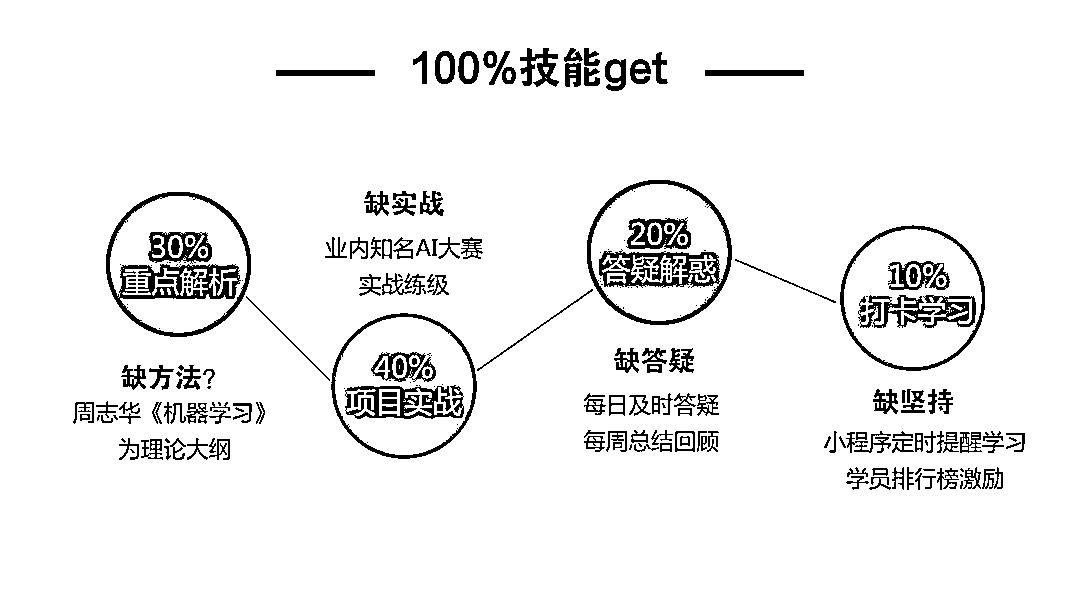 100%技能get
30%
重点解析
缺方法?
周志华《机器学习》
为理论大纲
缺实战
业内知名AI大赛
实战练级
40%
项目实战
20%
答疑解惑
缺答疑
每日及时答疑
每周总结回顾
10%
打卡学习
缺坚持
小程序定时提醒学习
学员排行榜激励